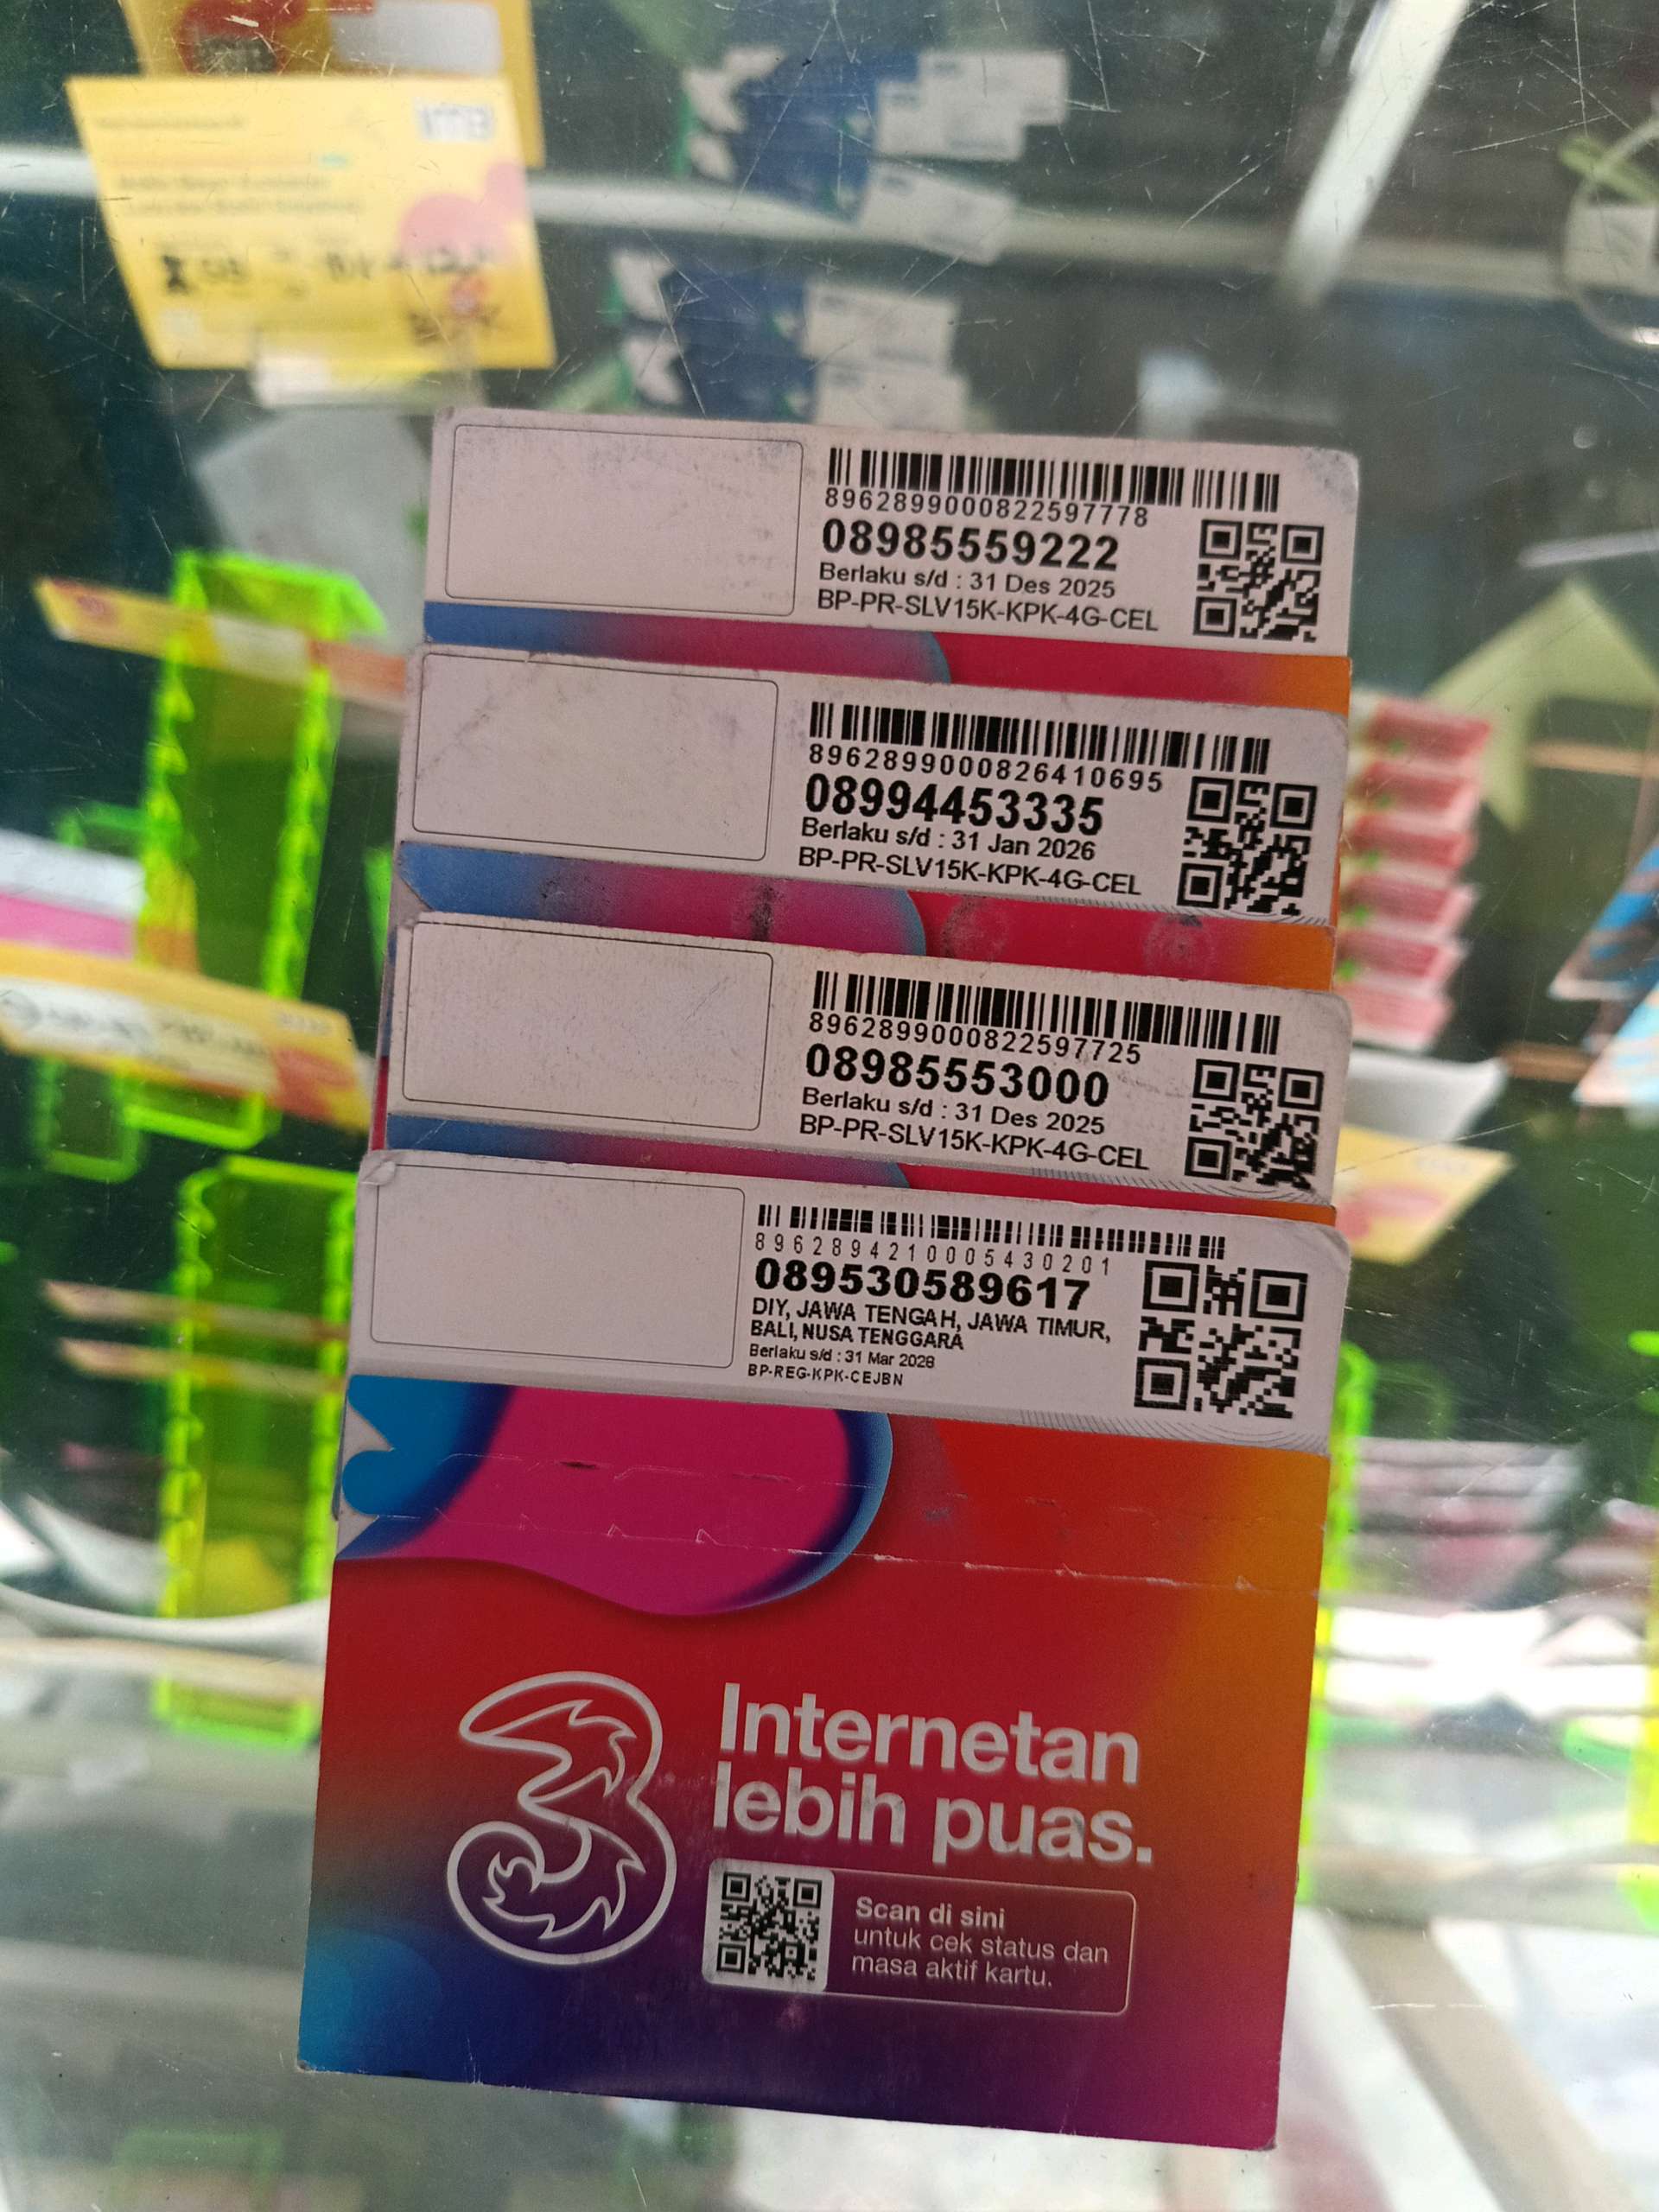 8962899000822597778
08985559222
Berlaku s/d : 31 Des 2025
BP-PR-SLV15K-KPK-4G-CEL
8962899000826410695
08994453335
Berlaku s/d : 31 Jan 2026
BP-PR-SLV15K-KPK-4G-CEL
8962899000822597725
08985553000
Berlaku s/d : 31 Des 2025
BP-PR-SLV15K-KPK-4G-CEL
8962894210005430201
089530589617
DIY, JAWA TENGAH, JAWA TIMUR,
BALI, NUSA TENGGARA
Berlaku s/d : 31 Mar 2026
BP-REG-KPK-CEJBN
3
Internetan
lebih puas.
Scan di sini
untuk cek status dan
masa aktif kartu.